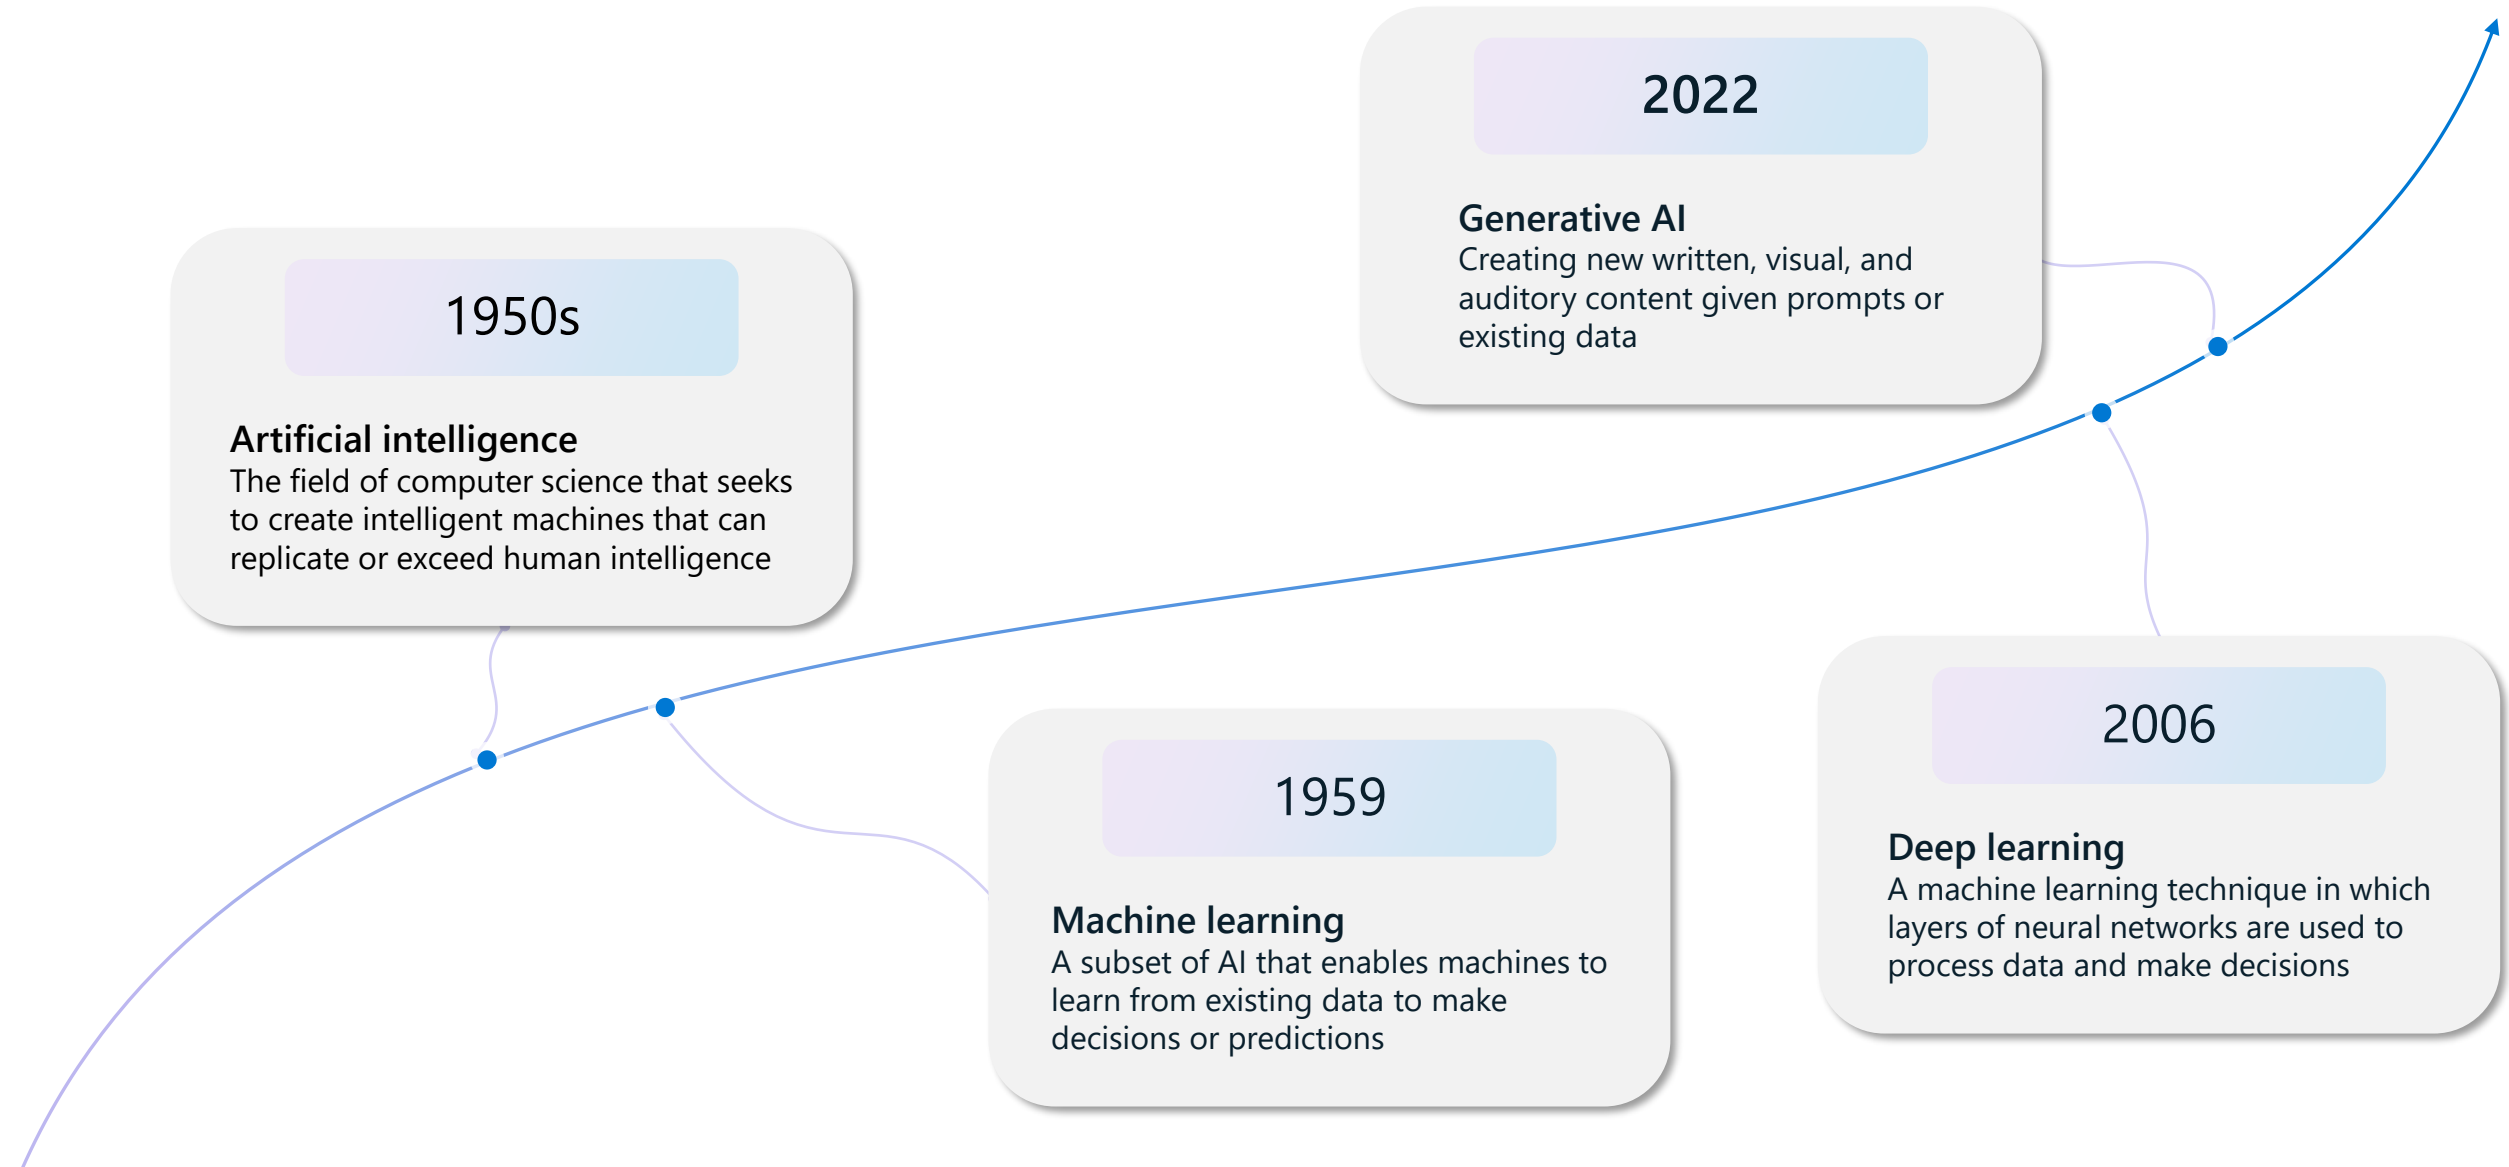 1950s
Artificial intelligence
The field of computer science that seeks
to create intelligent machines that can
replicate or exceed human intelligence
1959
Machine learning
A subset of AI that enables machines to
learn from existing data to make
decisions or predictions
2006
Deep learning
A machine learning technique in which
layers of neural networks are used to
process data and make decisions
2022
Generative AI
Creating new written, visual, and
auditory content given prompts or
existing data